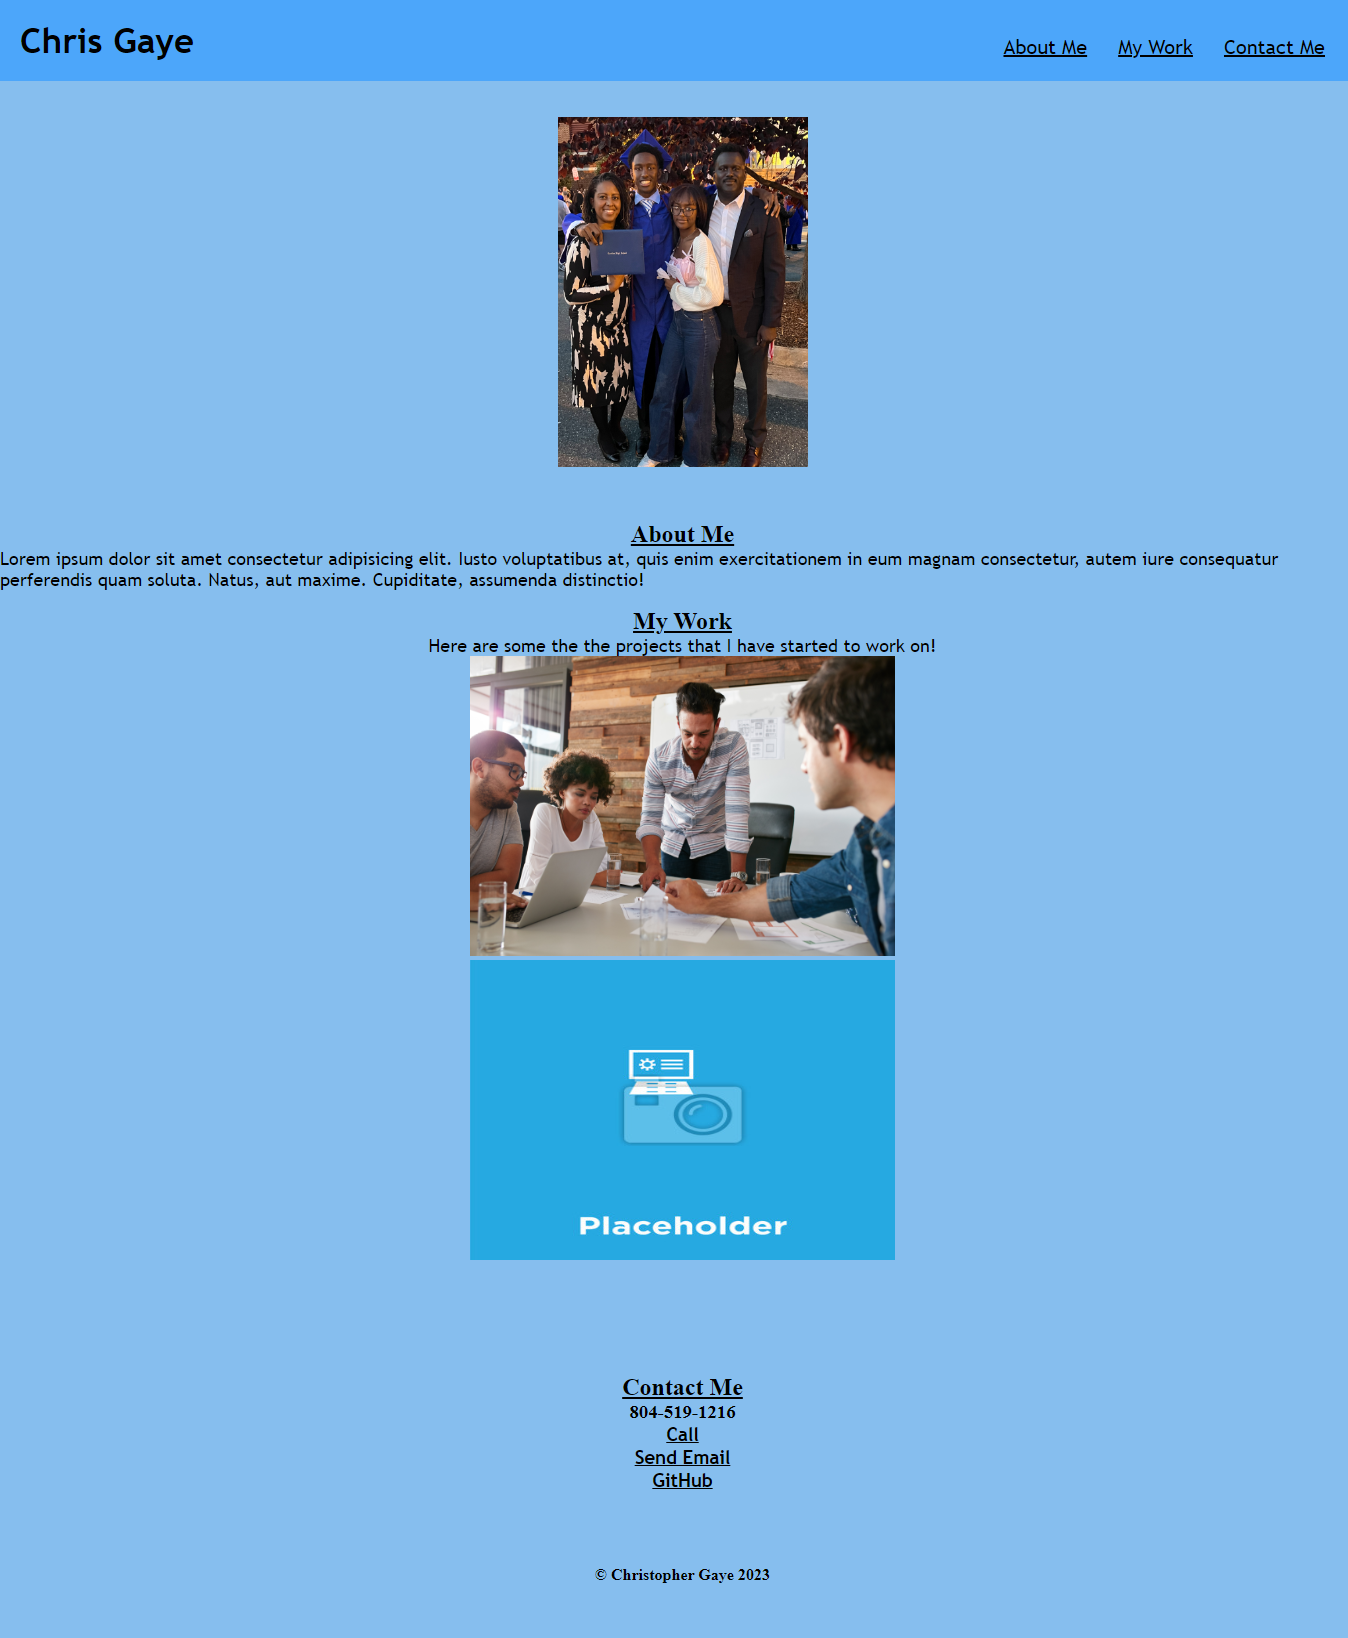 Chris Gaye
About Me
My Work
Contact Me
About Me
Lorem ipsum dolor sit amet consectetur adipisicing elit. Iusto voluptatibus at, quis enim exercitationem in eum magnam consectetur, autem iure consequatur
perferendis quam soluta. Natus, aut maxime. Cupiditate, assumenda distinctio!
My Work
Here are some the the projects that I have started to work on!
Placeholder
Contact Me
804-519-1216
Call
Send Email
GitHub
© Christopher Gaye 2023